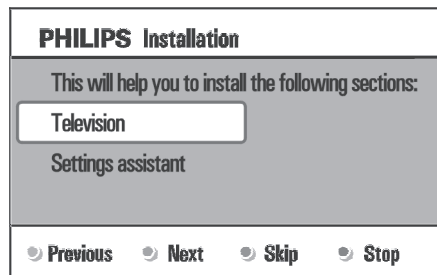 PHILIPS Installation
This will help you to install the following sections:
Television
Settings assistant
Previous Next Skip Stop